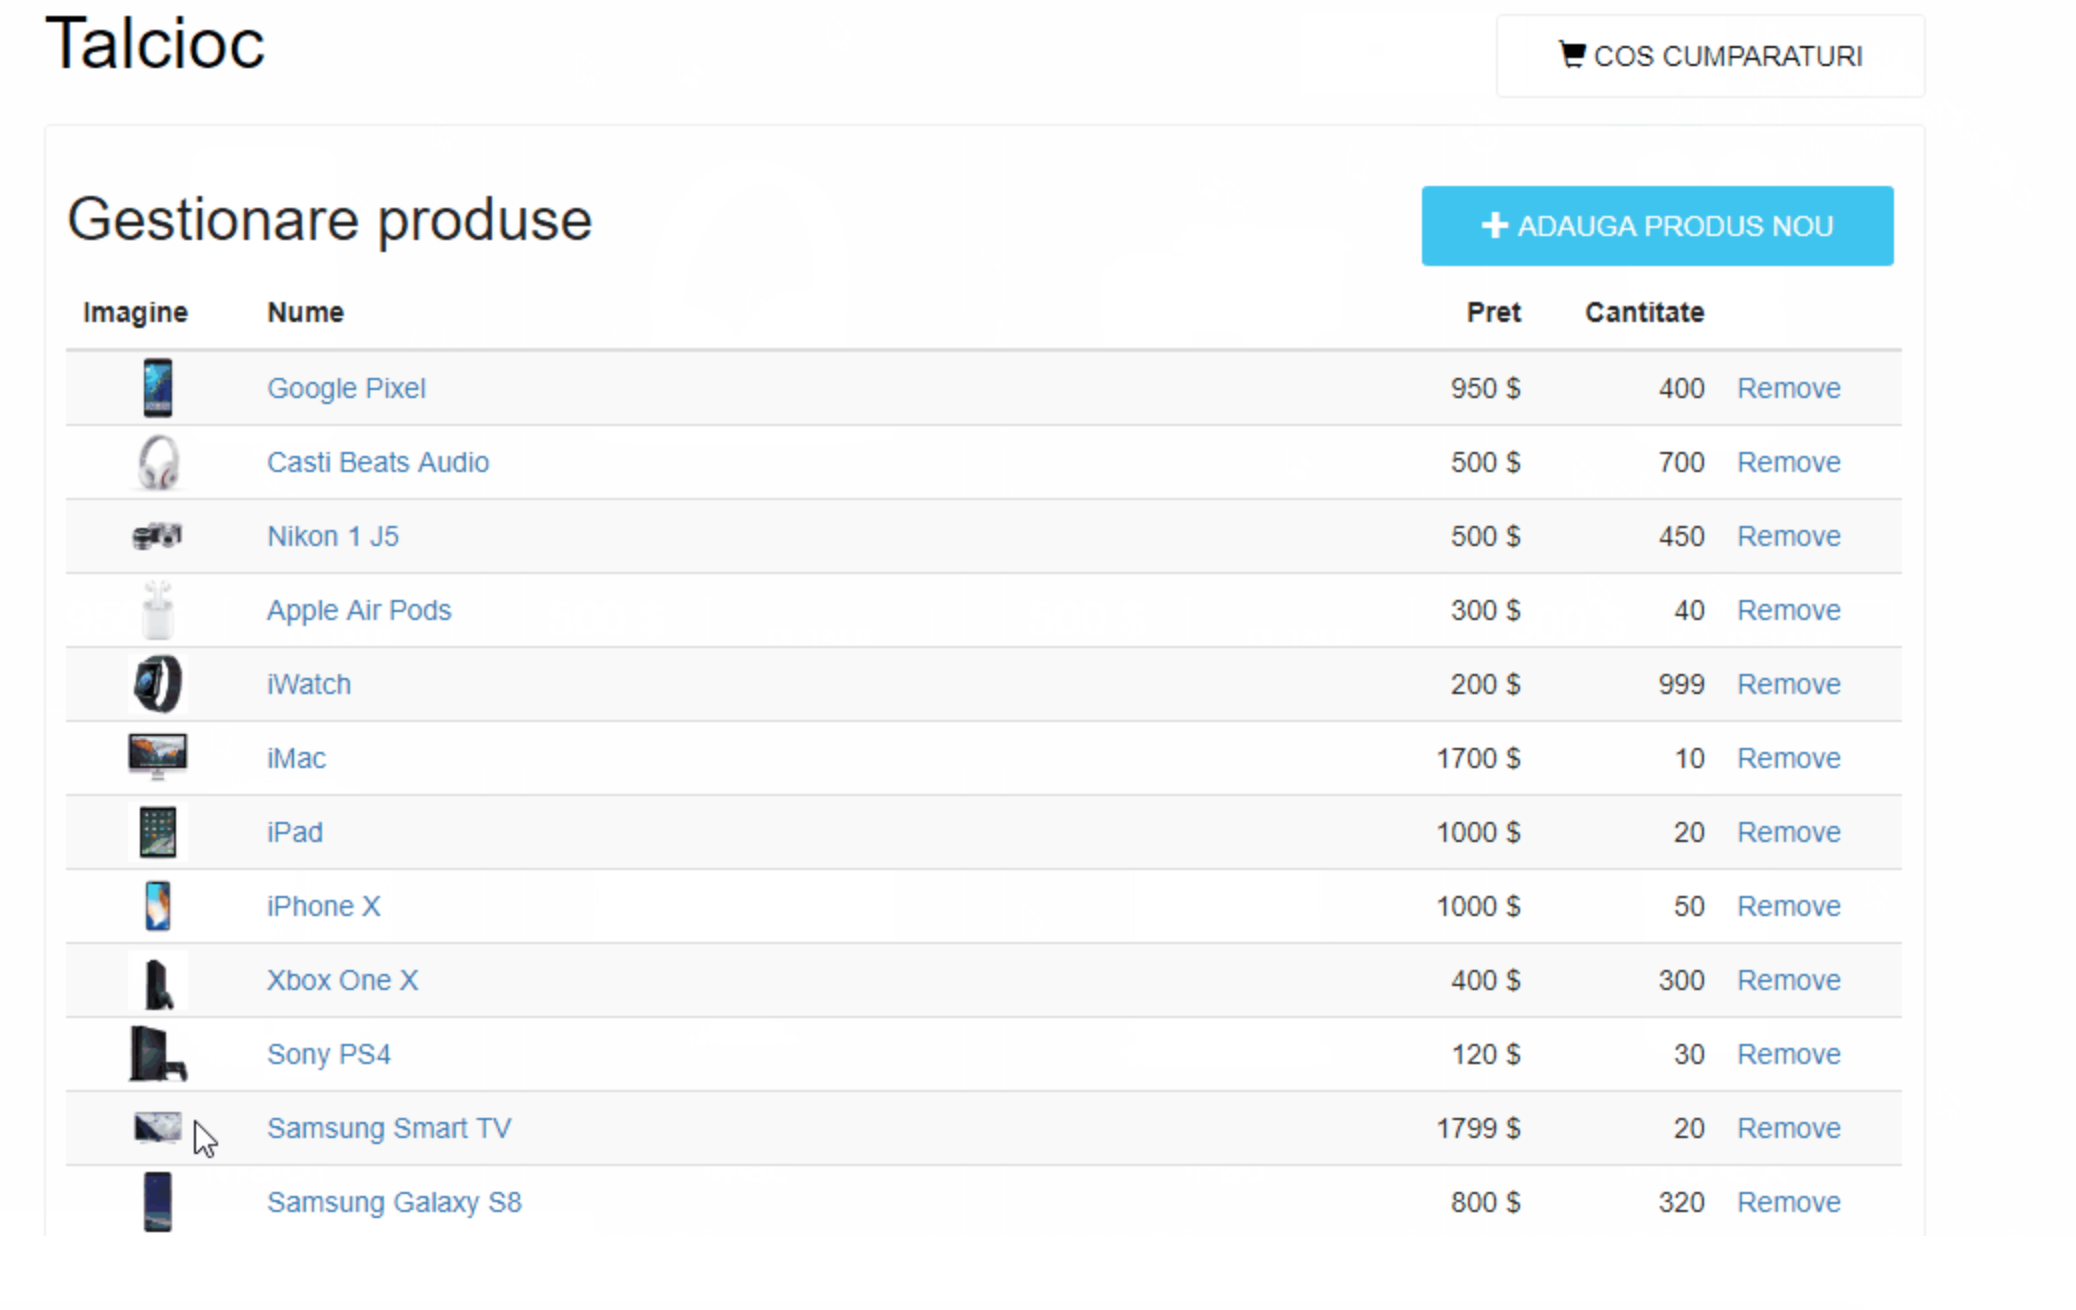 Talcioc
COS CUMPARATURI
Gestionare produse
ADAUGA PRODUS NOU
Imagine Nume Pret Cantitate
Google Pixel 950 $ 400 Remove
Casti Beats Audio 500 $ 700 Remove
Nikon 1 J5 500 $ 450 Remove
Apple Air Pods 300 $ 40 Remove
iWatch 200 $ 999 Remove
iMac 1700 $ 10 Remove
iPad 1000 $ 20 Remove
iPhone X 1000 $ 50 Remove
Xbox One X 400 $ 300 Remove
Sony PS4 120 $ 30 Remove
Samsung Smart TV 1799 $ 20 Remove
Samsung Galaxy S8 800 $ 320 Remove